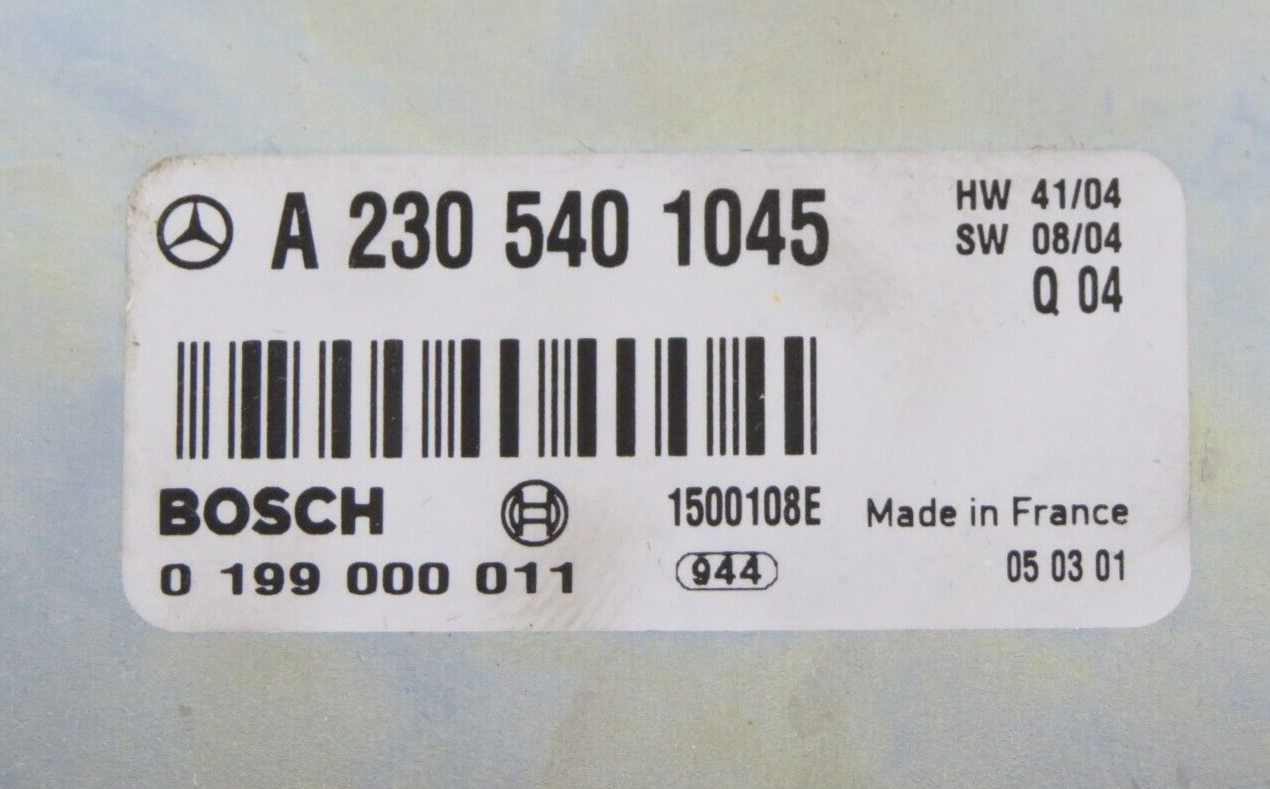 A 230 540 1045
HW 41/04
SW 08/04
Q 04
BOSCH
1500108E
Made in France
0 199 000 011
944
05 03 01